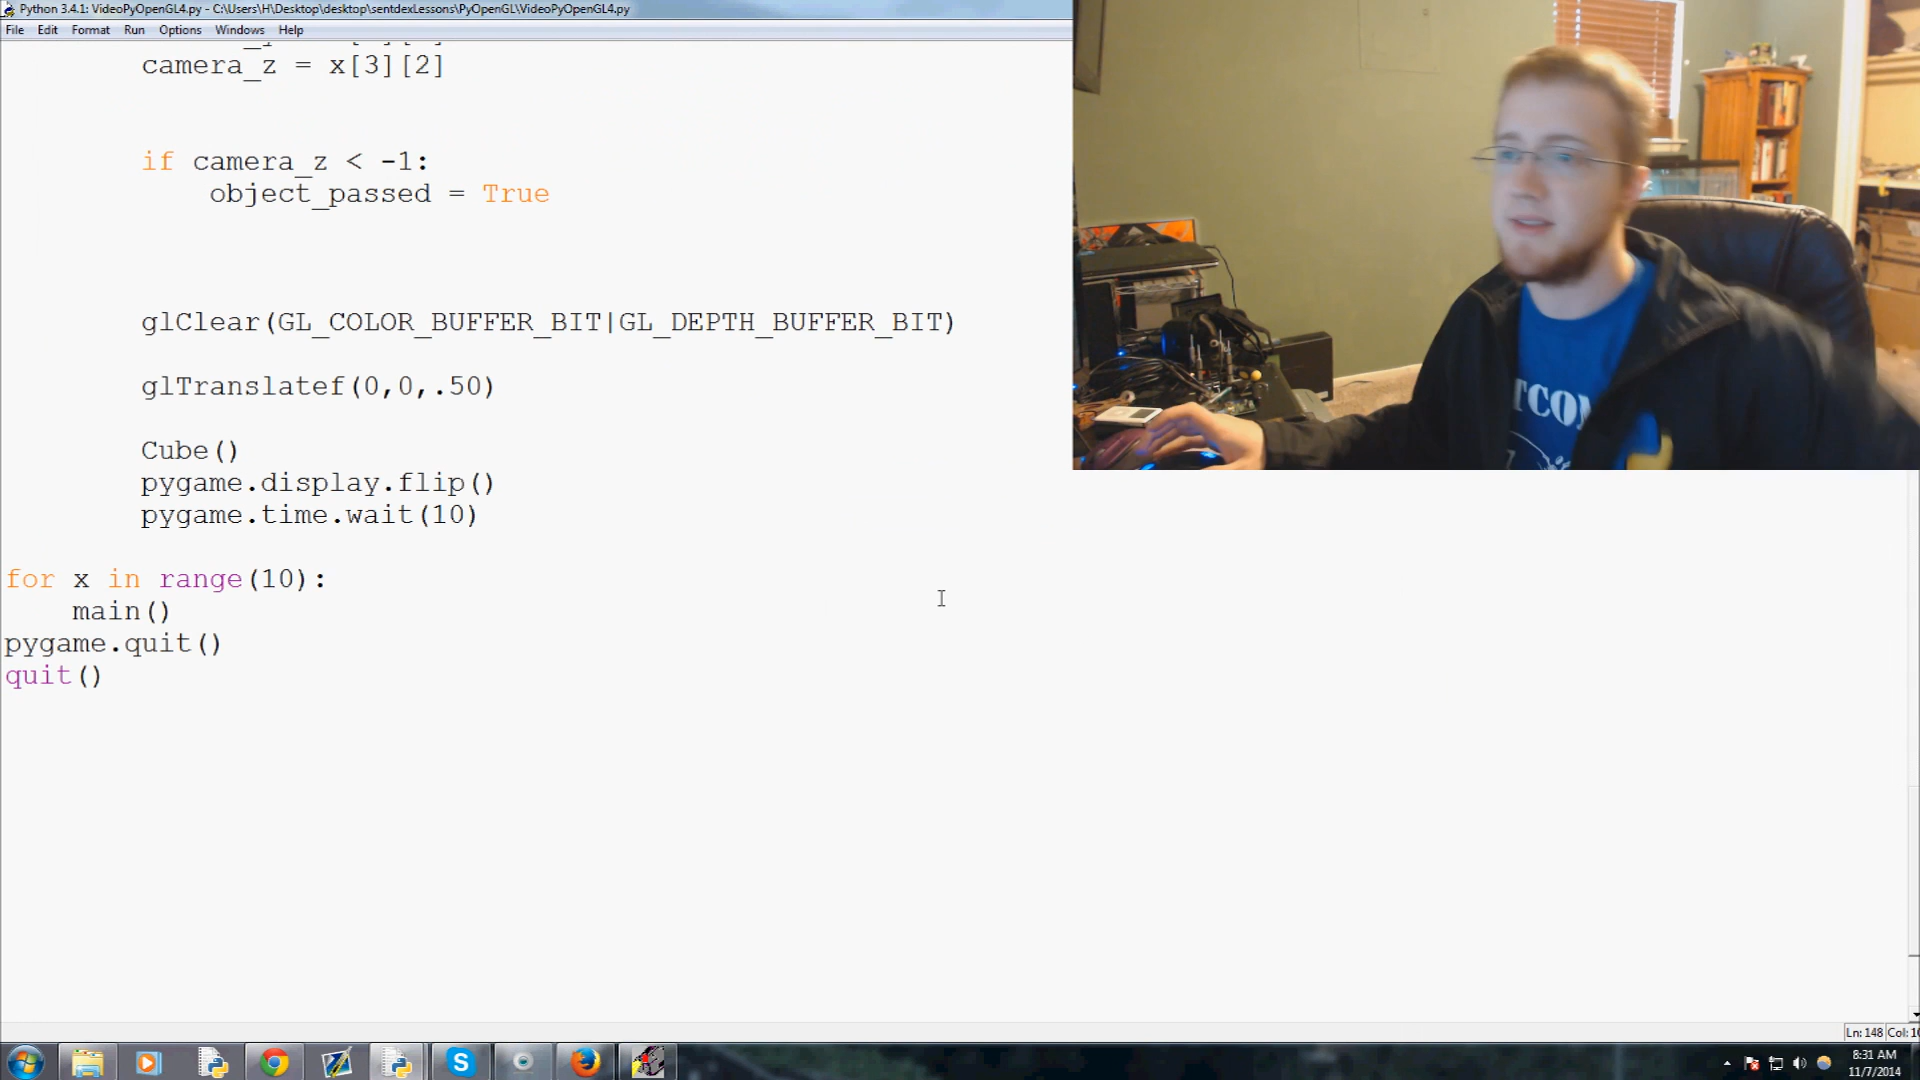 Python 3.4.1: VideoPyOpenGL4.py - C:\Users\H\Desktop\desktop\sentdexLessons\PyOpenGL\VideoPyOpenGL4.py
File Edit Format Run Options Windows Help
camera_z = x[3][2]
if camera_z < -1:
object_passed = True
glClear(GL_COLOR_BUFFER_BIT|GL_DEPTH_BUFFER_BIT)
glTranslatef(0,0,.50)
Cube()
pygame.display.flip()
pygame.time.wait(10)
for x in range(10):
main()
pygame.quit()
quit()
Ln: 148
8:31 AM
11/7/2014